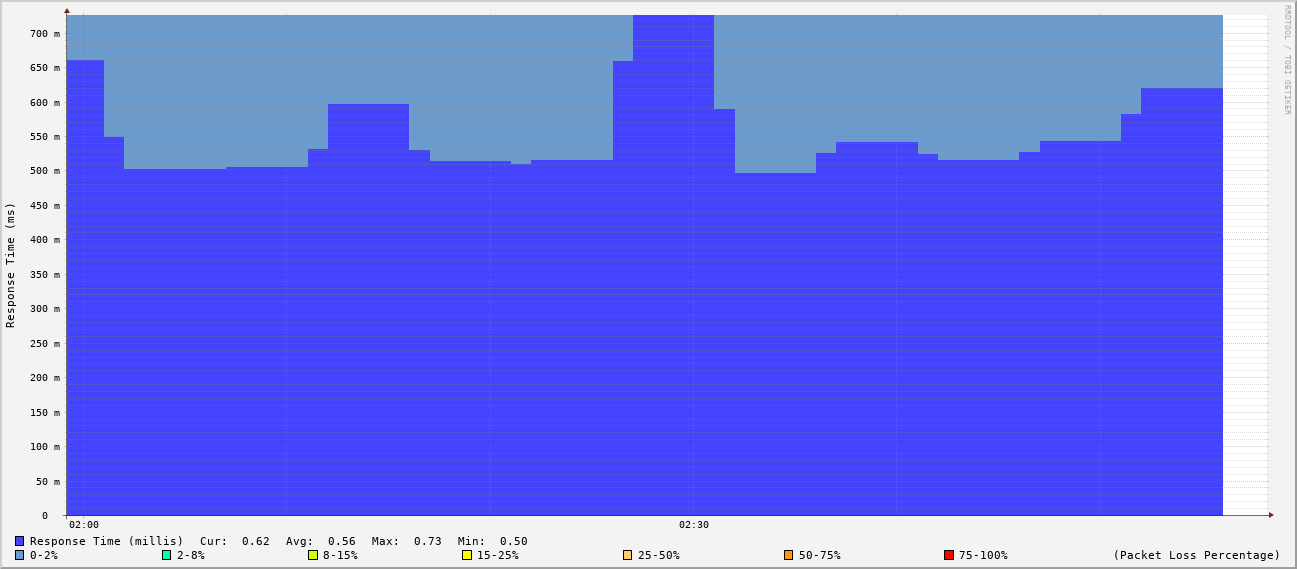 RRDTOOL / TOBI OETIKER
Response Time (ms)
700 m
650 m
600 m
550 m
500 m
450 m
400 m
350 m
300 m
250 m
200 m
150 m
100 m
50 m
0
02:00 02:30
Response Time (millis) Cur: 0.62 Avg: 0.56 Max: 0.73 Min: 0.50
0-2% 2-8% 8-15% 15-25% 25-50% 50-75% 75-100% (Packet Loss Percentage)